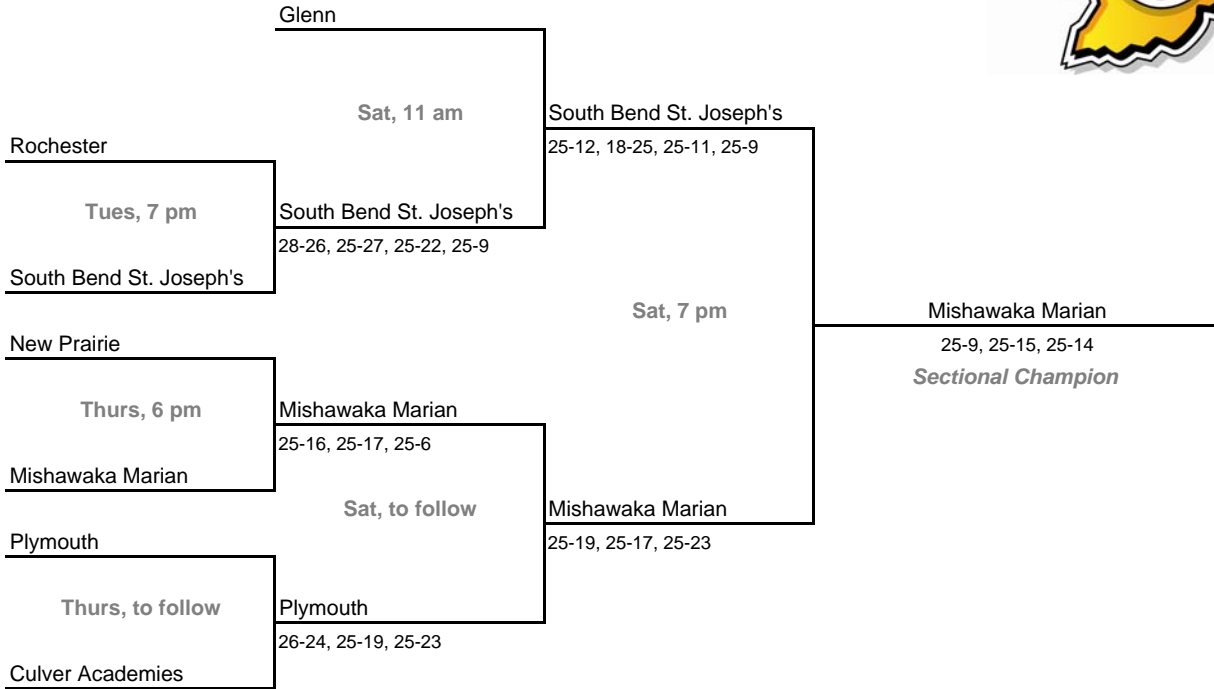 Glenn
Sat, 11 am
South Bend St. Joseph's
Rochester
25-12, 18-25, 25-11, 25-9
Tues, 7 pm
South Bend St. Joseph's
28-26, 25-27, 25-22, 25-9
South Bend St. Joseph's
Sat, 7 pm
Mishawaka Marian
New Prairie
25-9, 25-15, 25-14
Sectional Champion
Thurs, 6 pm
Mishawaka Marian
25-16, 25-17, 25-6
Mishawaka Marian
Sat, to follow
Mishawaka Marian
Plymouth
25-19, 25-17, 25-23
Thurs, to follow
Plymouth
26-24, 25-19, 25-23
Culver Academies